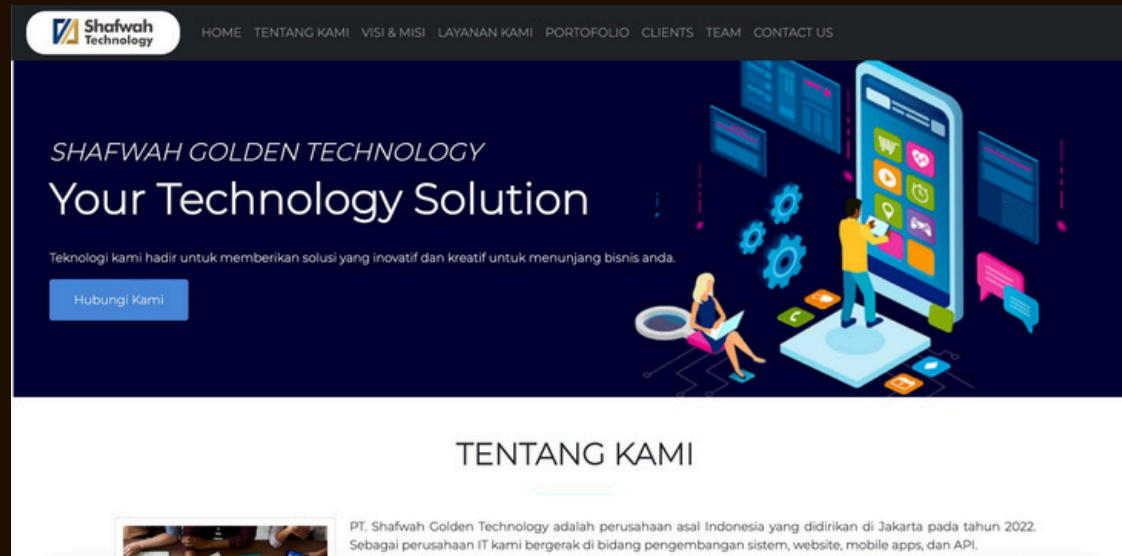 Shafwah
Technology
HOME TENTANG KAMI VISI & MISI LAYANAN KAMI PORTOFOLIO CLIENTS TEAM CONTACT US
SHAFWAH GOLDEN TECHNOLOGY
Your Technology Solution
Teknologi kami hadir untuk memberikan solusi yang inovatif dan kreatif untuk menunjang bisnis anda.
Hubungi Kami
TENTANG KAMI
PT. Shafwah Golden Technology adalah perusahaan asal Indonesia yang didirikan di Jakarta pada tahun 2022.
Sebagai perusahaan IT kami bergerak di bidang pengembangan sistem, website, mobile apps, dan API.